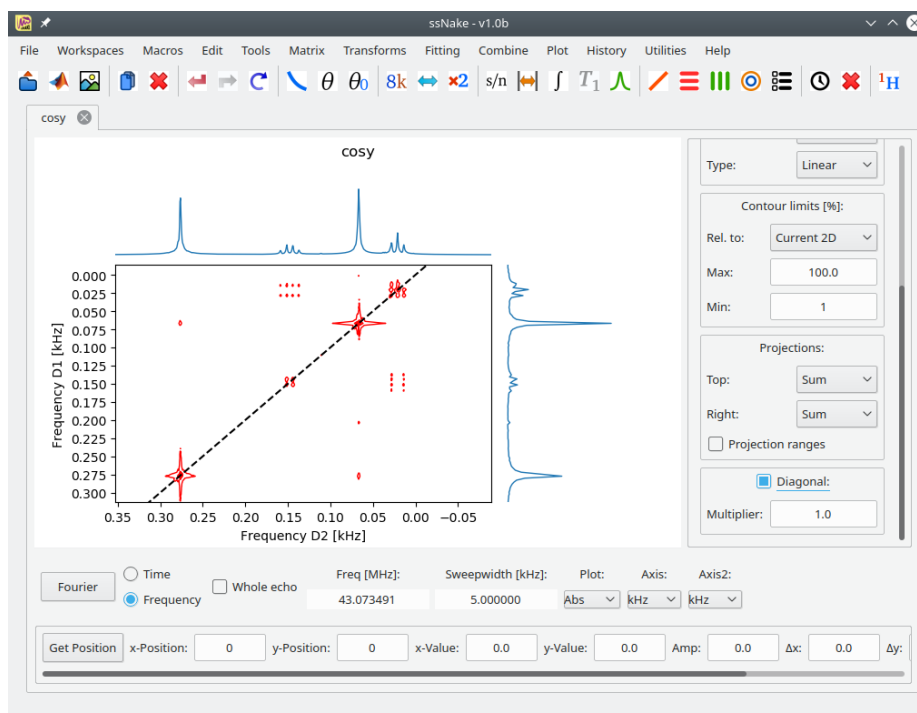 ssNake - v1.0b
File Workspaces Macros Edit Tools Matrix Transforms Fitting Combine Plot History Utilities Help
θ θ0 8k ×2 s/n ∫ T1 1H
cosy
cosy
0.000
0.025
0.050
0.075
0.100
0.125
0.150
0.175
0.200
0.225
0.250
0.275
0.300
Frequency D1 [kHz]
0.35 0.30 0.25 0.20 0.15 0.10 0.05 0.00 −0.05
Frequency D2 [kHz]
Type: Linear
Contour limits [%]:
Rel. to: Current 2D
Max: 100.0
Min: 1
Projections:
Top: Sum
Right: Sum
Projection ranges
Diagonal:
Multiplier: 1.0
Fourier
Time
Frequency
Whole echo
Freq [MHz]: Sweepwidth [kHz]: Plot: Axis: Axis2:
43.073491 5.000000 Abs kHz kHz
Get Position x-Position: 0 y-Position: 0 x-Value: 0.0 y-Value: 0.0 Amp: 0.0 Δx: 0.0 Δy: